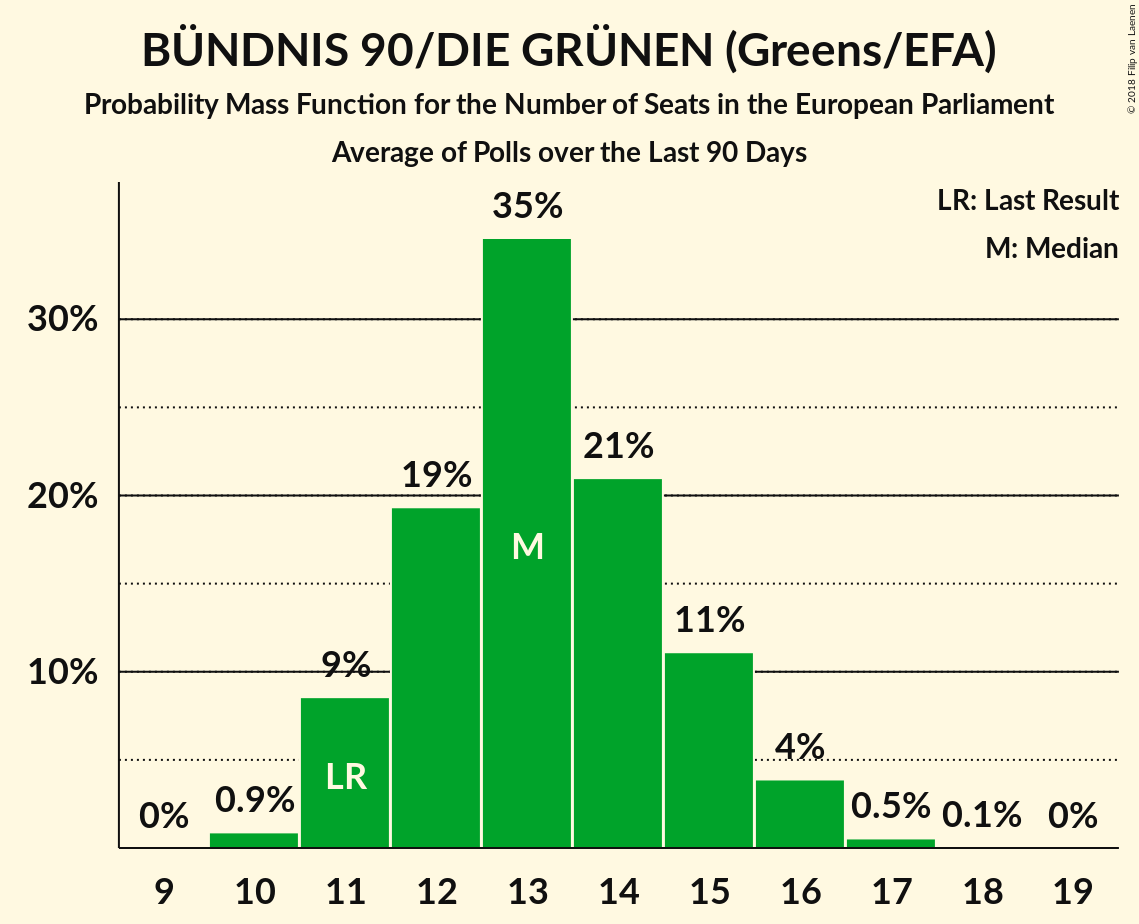 BÜNDNIS 90/DIE GRÜNEN (Greens/EFA)
Probability Mass Function for the Number of Seats in the European Parliament
Average of Polls over the Last 90 Days
© 2018 Filip van Laenen
LR: Last Result
M: Median
35%
30%
21%
19%
20%
M
11%
9%
10%
LR
4%
0%
0.9%
0.5%
0.1%
0%
9 10 11 12 13 14 15 16 17 18 19